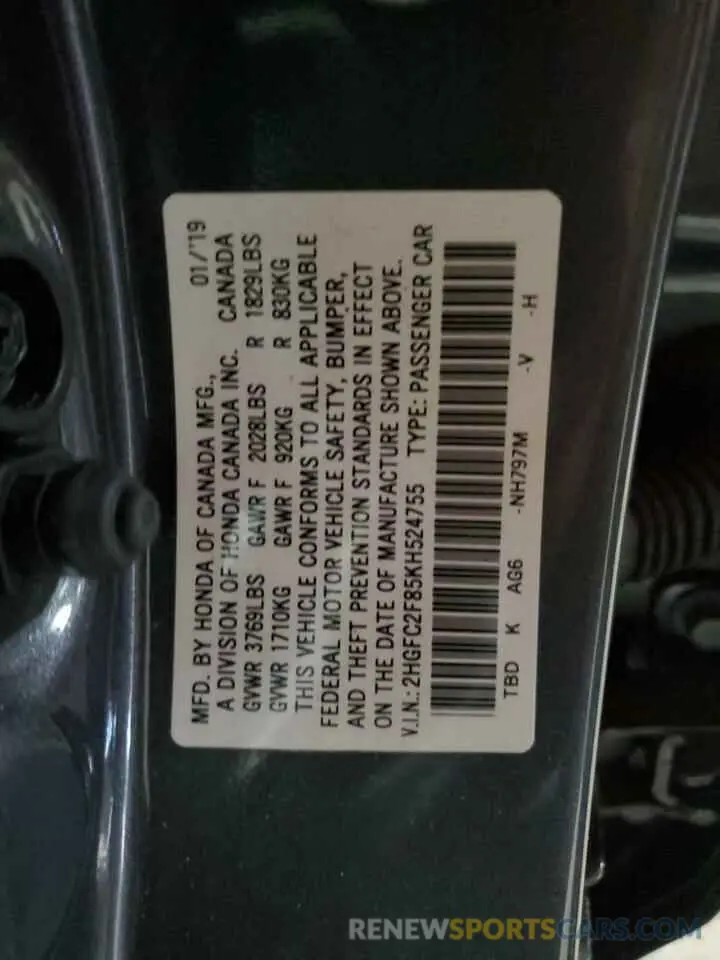 MFD. BY HONDA OF CANADA MFG., 01/'19
A DIVISION OF HONDA CANADA INC. CANADA
GVWR 3769LBS GAWR F 2028LBS R 1829LBS
GVWR 1710KG GAWR F 920KG R 830KG
THIS VEHICLE CONFORMS TO ALL APPLICABLE
FEDERAL MOTOR VEHICLE SAFETY, BUMPER,
AND THEFT PREVENTION STANDARDS IN EFFECT
ON THE DATE OF MANUFACTURE SHOWN ABOVE.
V.I.N.: 2HGFC2F85KH524755 TYPE: PASSENGER CAR
TBD K AG6 -NH797M -V -H
RENEWSPORTSCARS.COM